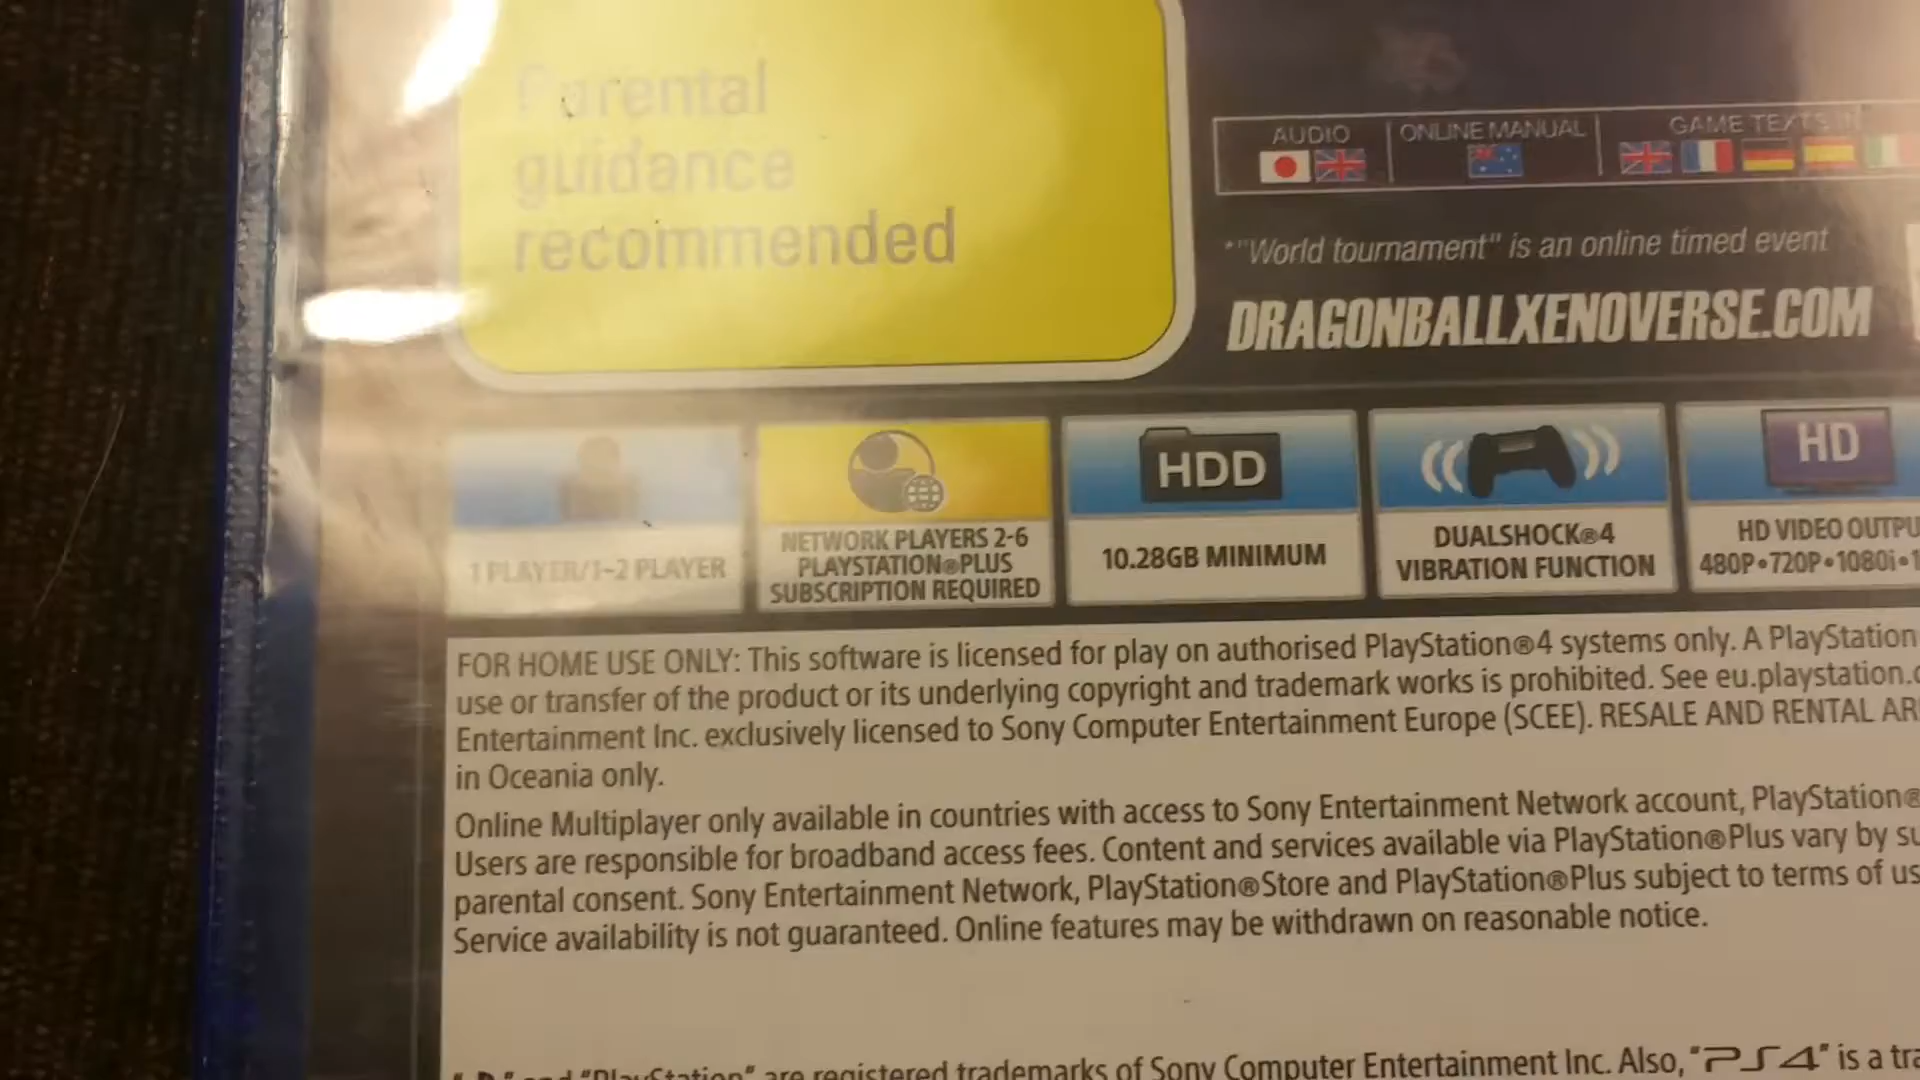 Parental
guidance
recommended
AUDIO
ONLINE MANUAL
GAME TEXTS IN
*"World tournament" is an online timed event
DRAGONBALLXENOVERSE.COM
1 PLAYER/1-2 PLAYER
NETWORK PLAYERS 2-6
PLAYSTATION®PLUS
SUBSCRIPTION REQUIRED
HDD
10.28GB MINIMUM
DUALSHOCK®4
VIBRATION FUNCTION
HD
HD VIDEO OUTPU
480P•720P•1080i•1
FOR HOME USE ONLY: This software is licensed for play on authorised PlayStation®4 systems only. A PlayStation
use or transfer of the product or its underlying copyright and trademark works is prohibited. See eu.playstation.c
Entertainment Inc. exclusively licensed to Sony Computer Entertainment Europe (SCEE). RESALE AND RENTAL AR
in Oceania only.
Online Multiplayer only available in countries with access to Sony Entertainment Network account, PlayStation®
Users are responsible for broadband access fees. Content and services available via PlayStation®Plus vary by su
parental consent. Sony Entertainment Network, PlayStation®Store and PlayStation®Plus subject to terms of us
Service availability is not guaranteed. Online features may be withdrawn on reasonable notice.
and "PlayStation" are registered trademarks of Sony Computer Entertainment Inc. Also, "PS4" is a tra